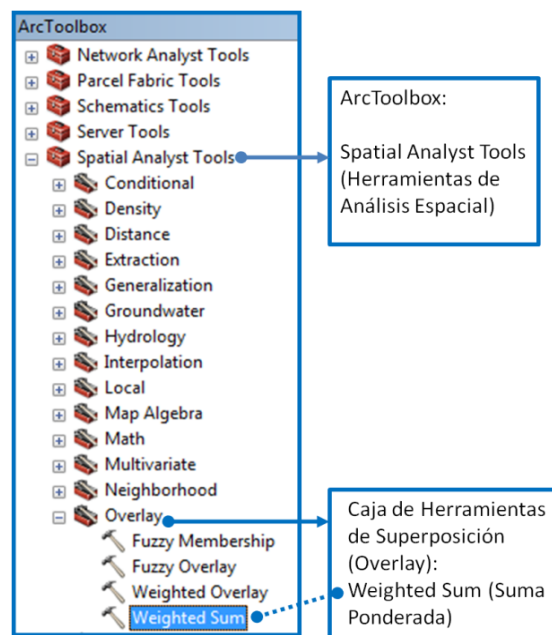 ArcToolbox
Network Analyst Tools
Parcel Fabric Tools
Schematics Tools
Server Tools
Spatial Analyst Tools
Conditional
Density
Distance
Extraction
Generalization
Groundwater
Hydrology
Interpolation
Local
Map Algebra
Math
Multivariate
Neighborhood
Overlay
Fuzzy Membership
Fuzzy Overlay
Weighted Overlay
Weighted Sum
ArcToolbox:
Spatial Analyst Tools
(Herramientas de
Análisis Espacial)
Caja de Herramientas
de Superposición
(Overlay):
Weighted Sum (Suma
Ponderada)